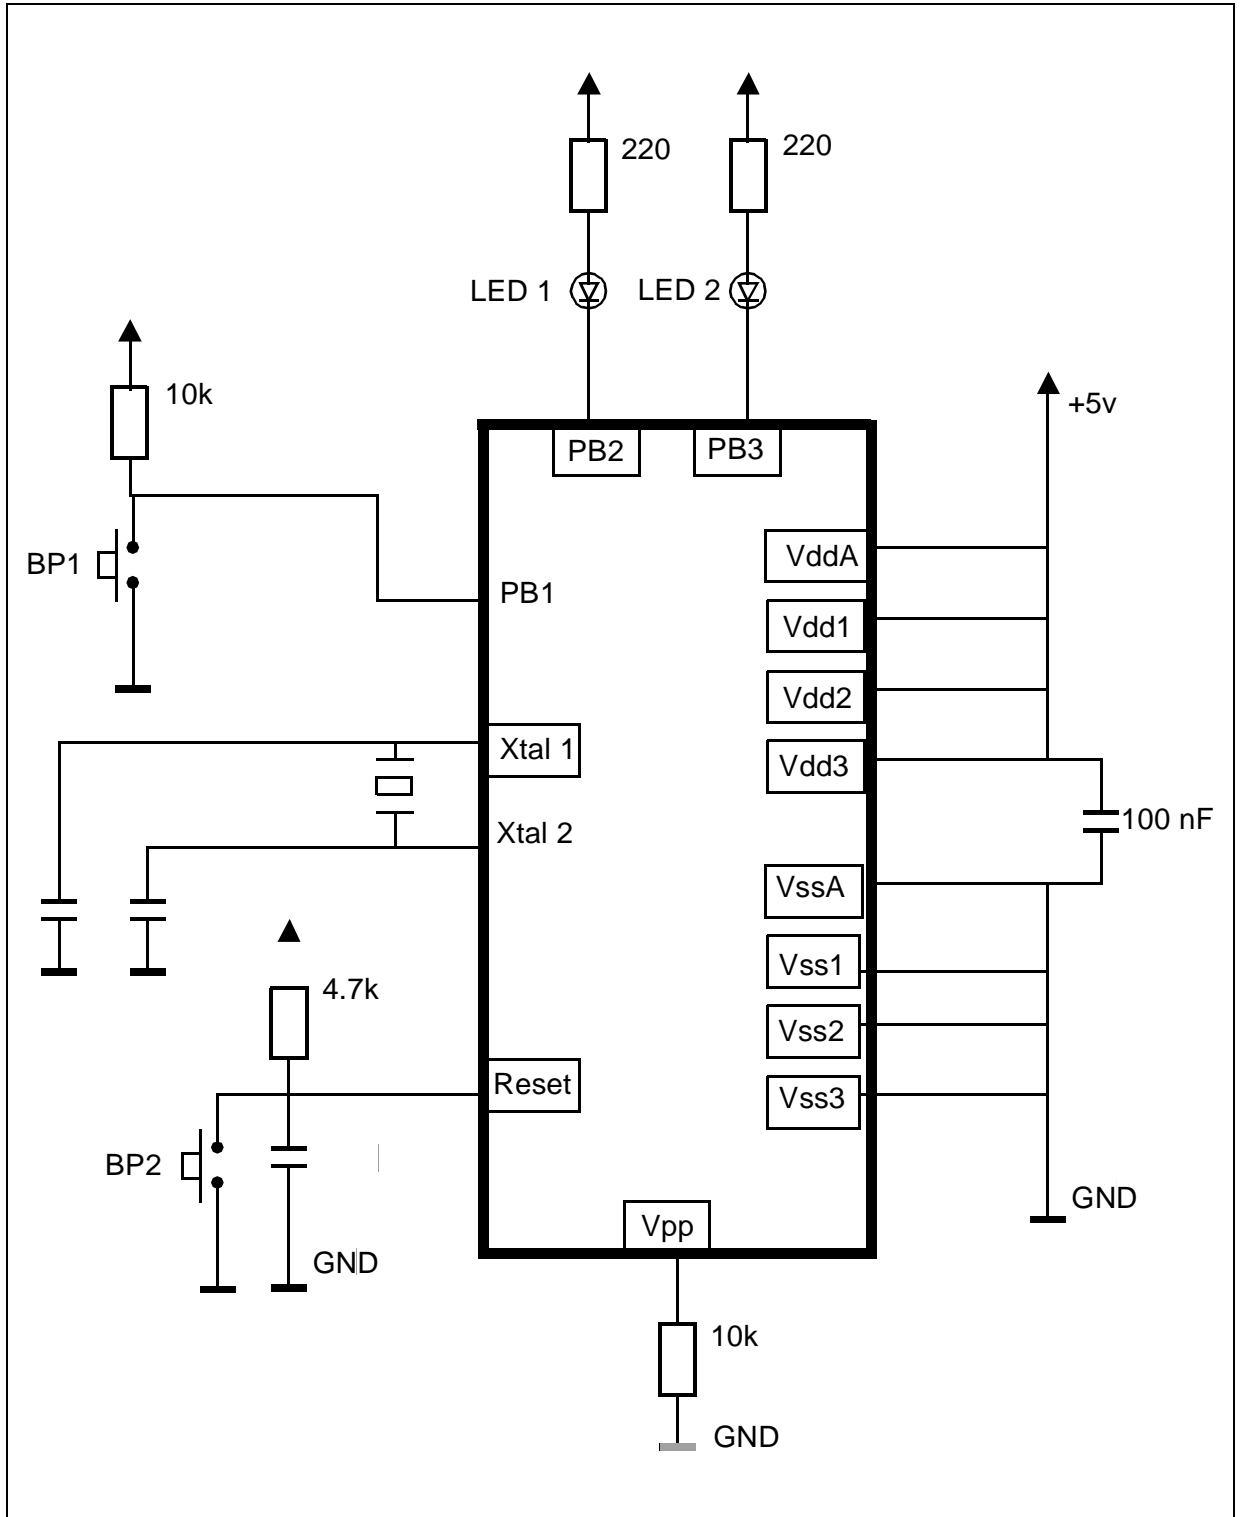 220
220
LED 1
LED 2
10k
+5v
PB2
PB3
BP1
VddA
PB1
Vdd1
Vdd2
Xtal 1
Vdd3
100 nF
Xtal 2
VssA
Vss1
4.7k
Vss2
Reset
Vss3
BP2
GND
Vpp
GND
10k
GND